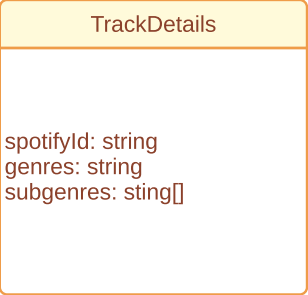 TrackDetails
spotifyId: string
genres: string
subgenres: sting[]